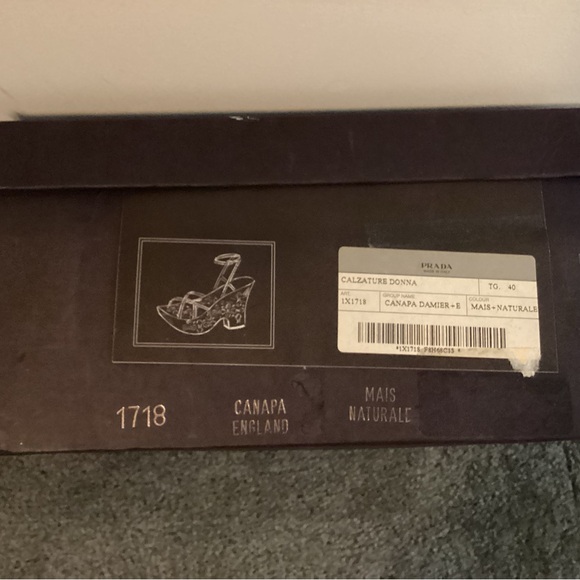 PRADA
MADE IN ITALY
CALZATURE DONNA TG. 40
ART. GROUP NAME COLOUR
1X1718 CANAPA DAMIER+E MAIS+NATURALE
1718
CANAPA
ENGLAND
MAIS
NATURALE